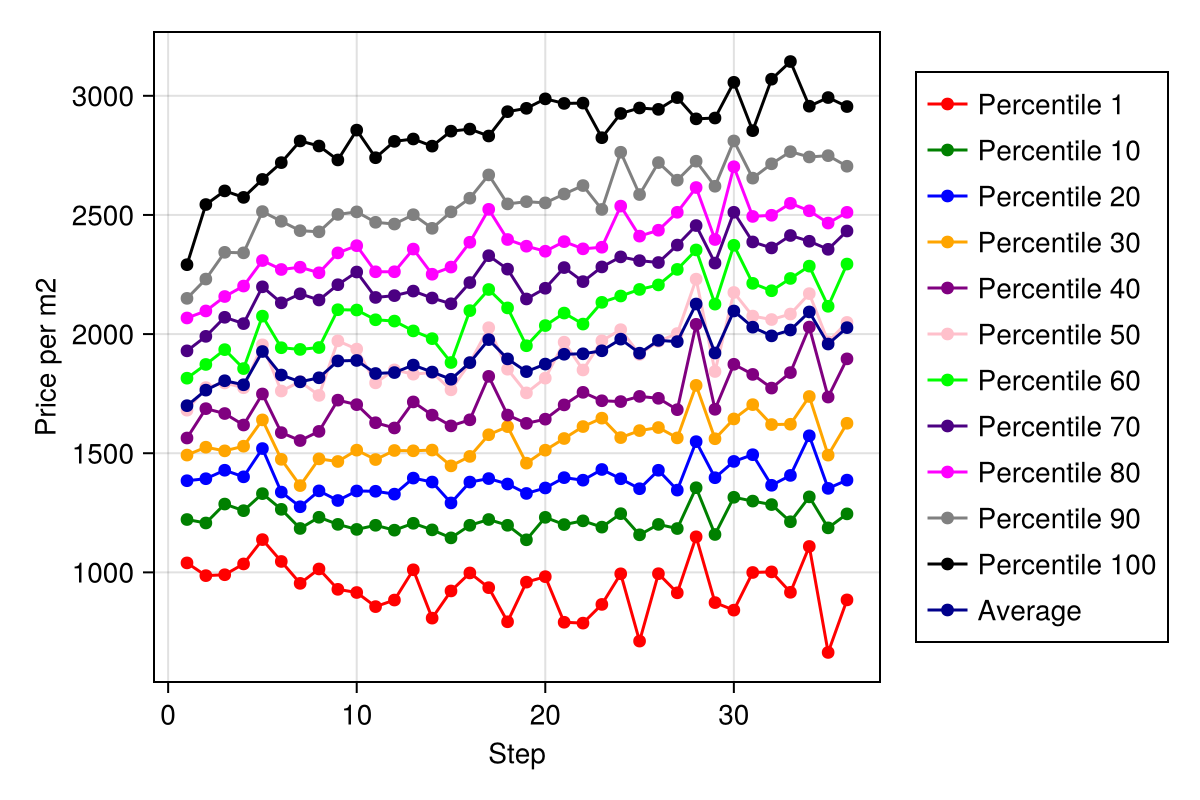 3000
2500
2000
1500
1000
Price per m2
0
10
20
30
Step
Percentile 1
Percentile 10
Percentile 20
Percentile 30
Percentile 40
Percentile 50
Percentile 60
Percentile 70
Percentile 80
Percentile 90
Percentile 100
Average